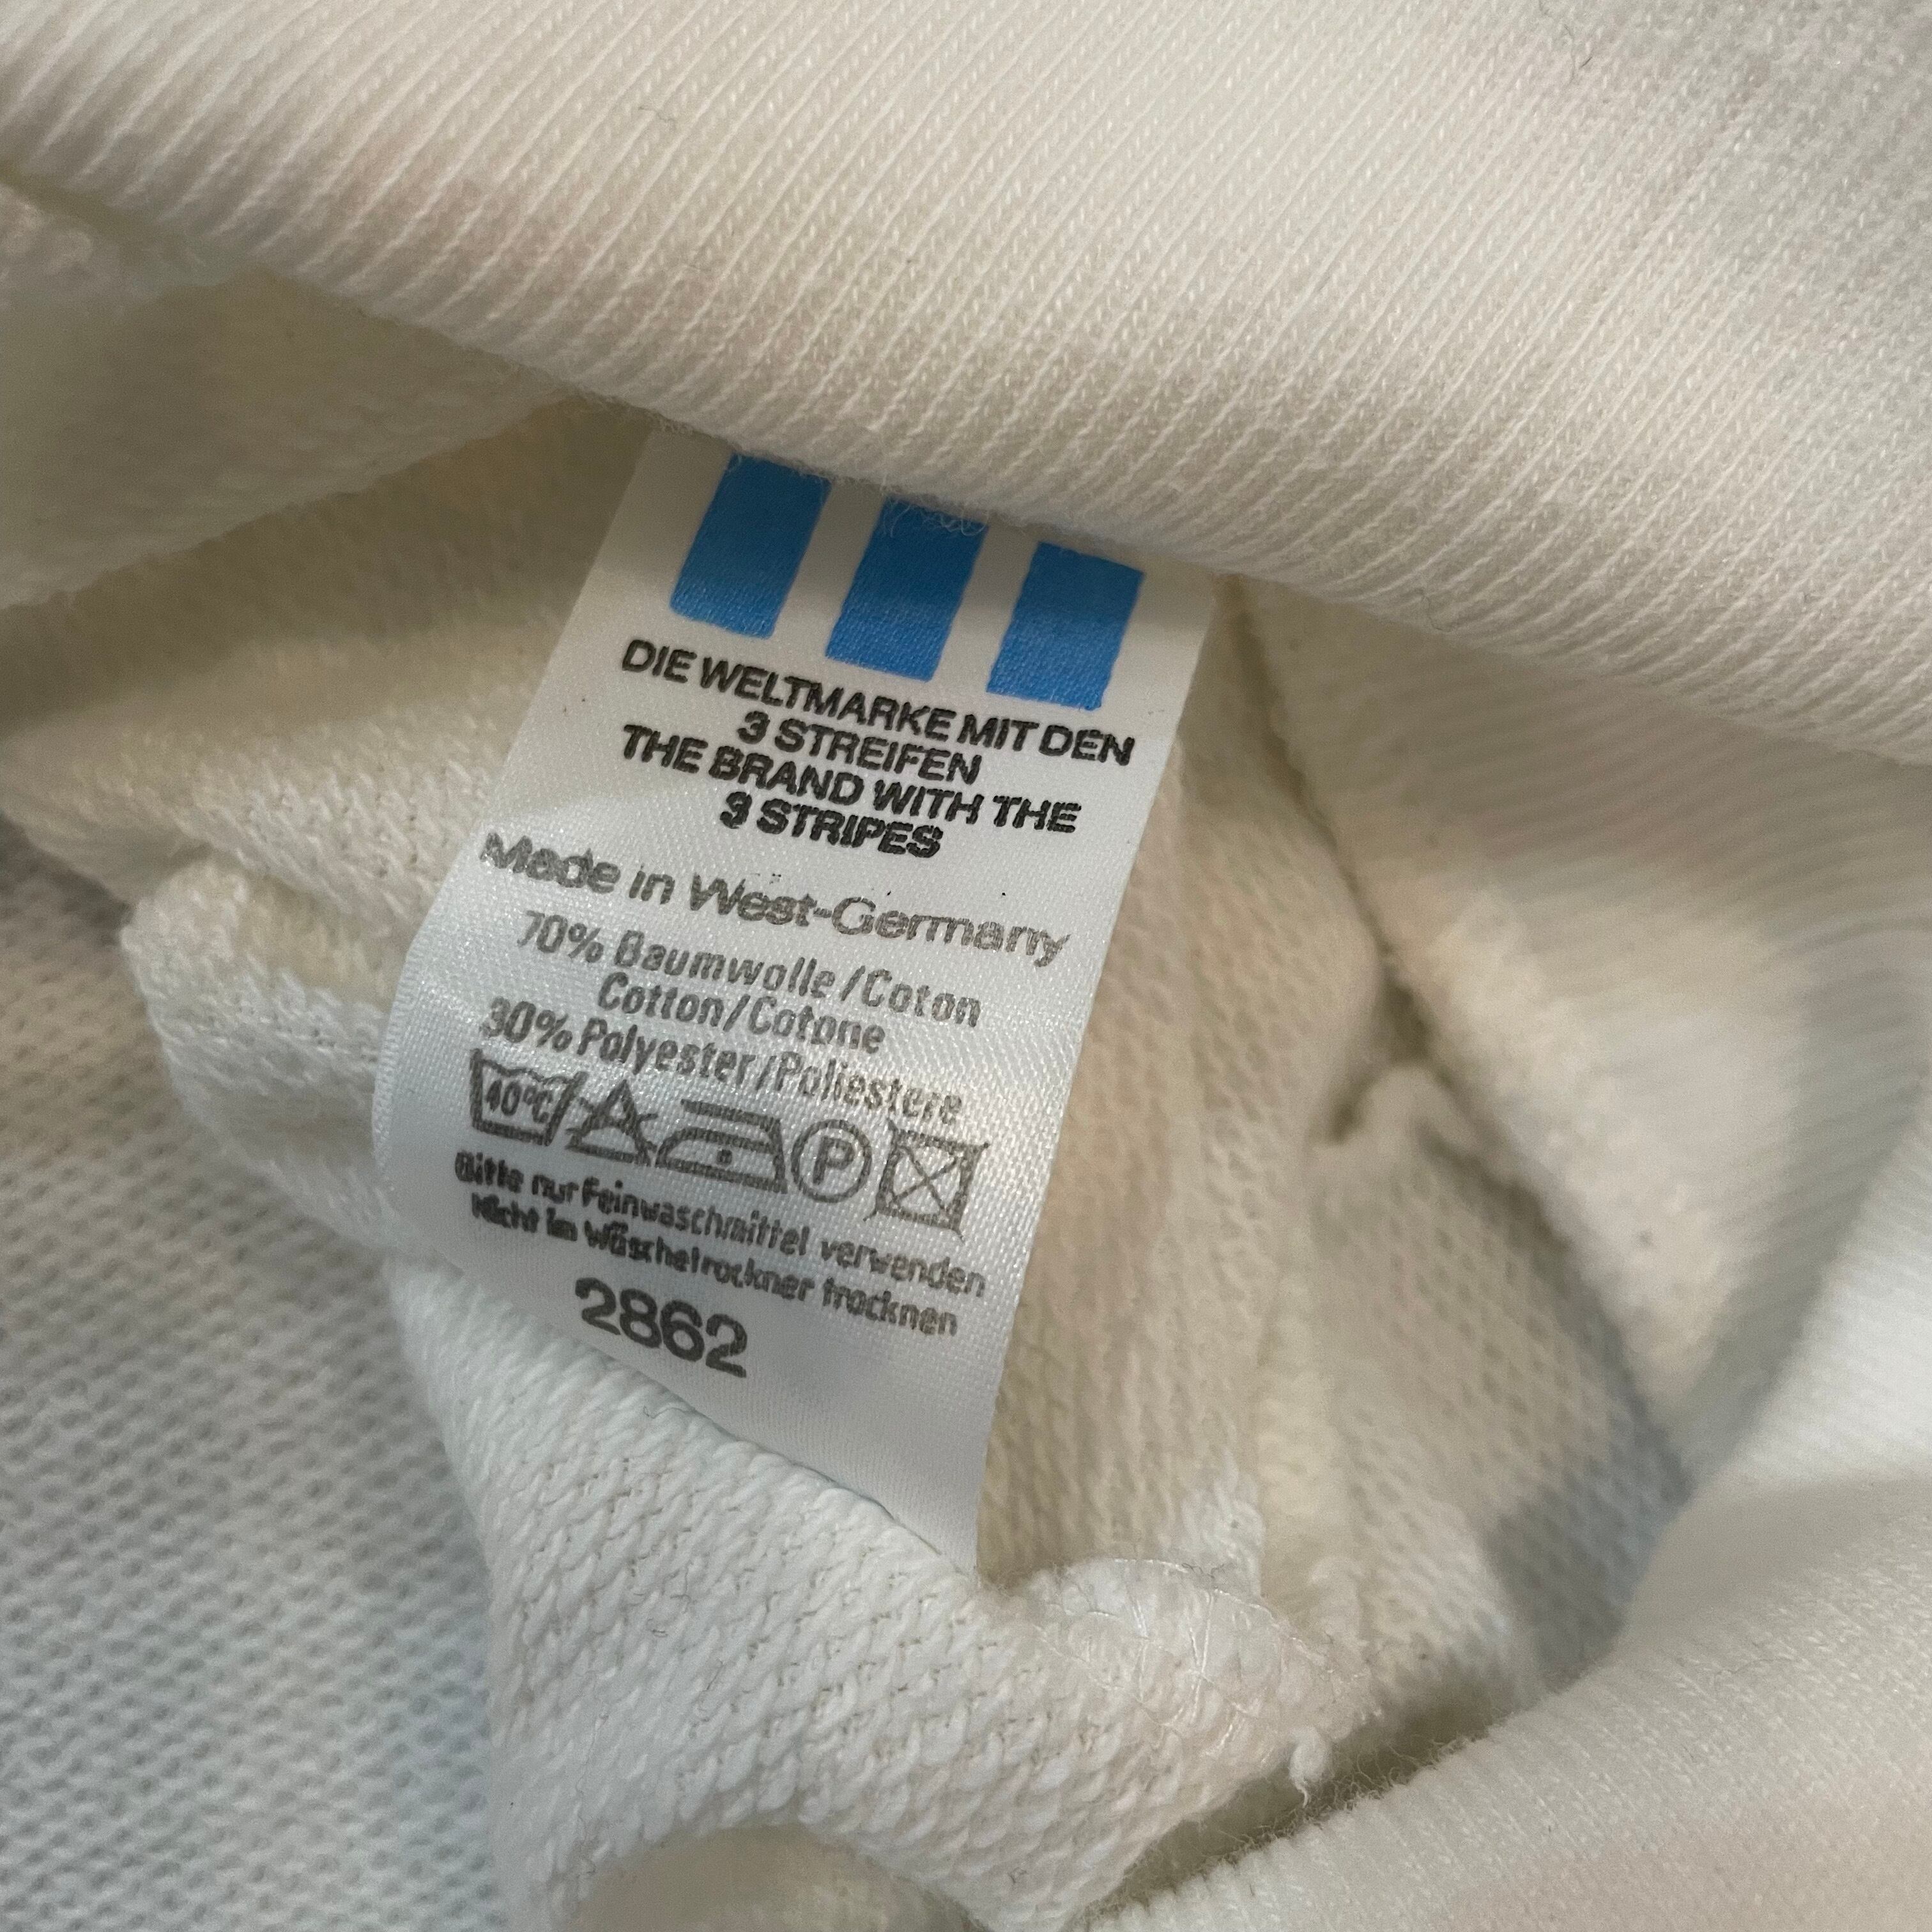 DIE WELTMARKE MIT DEN
3 STREIFEN
THE BRAND WITH THE
3 STRIPES
Made in West-Germany
70% Baumwolle/Coton
Cotton/Cotone
30% Polyester/Poliestere
40°C P
Bitte nur Feinwaschmittel verwenden
Nicht im Wäschetrockner trocknen
2862